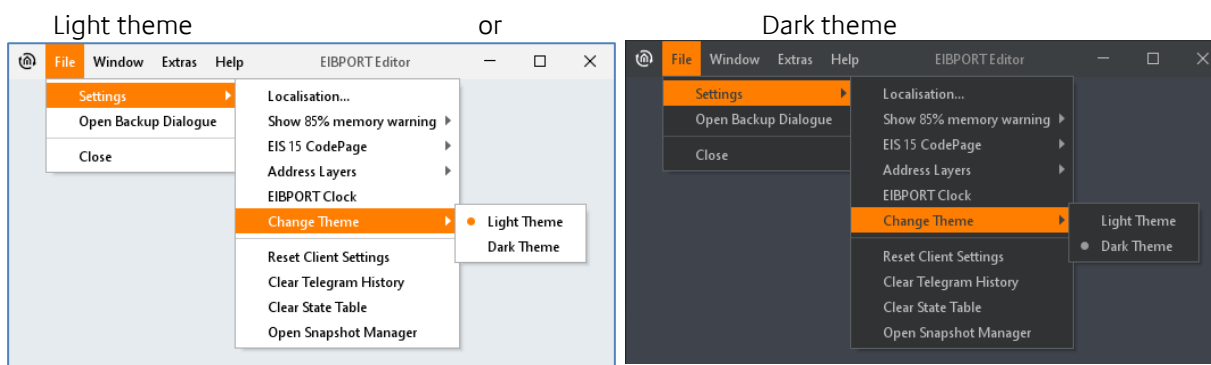 Light theme or Dark theme
File Window Extras Help EIBPORT Editor
Settings
Open Backup Dialogue
Close
Localisation...
Show 85% memory warning
EIS 15 CodePage
Address Layers
EIBPORT Clock
Change Theme
Light Theme
Dark Theme
Reset Client Settings
Clear Telegram History
Clear State Table
Open Snapshot Manager
File Window Extras Help EIBPORT Editor
Settings
Open Backup Dialogue
Close
Localisation...
Show 85% memory warning
EIS 15 CodePage
Address Layers
EIBPORT Clock
Change Theme
Light Theme
Dark Theme
Reset Client Settings
Clear Telegram History
Clear State Table
Open Snapshot Manager